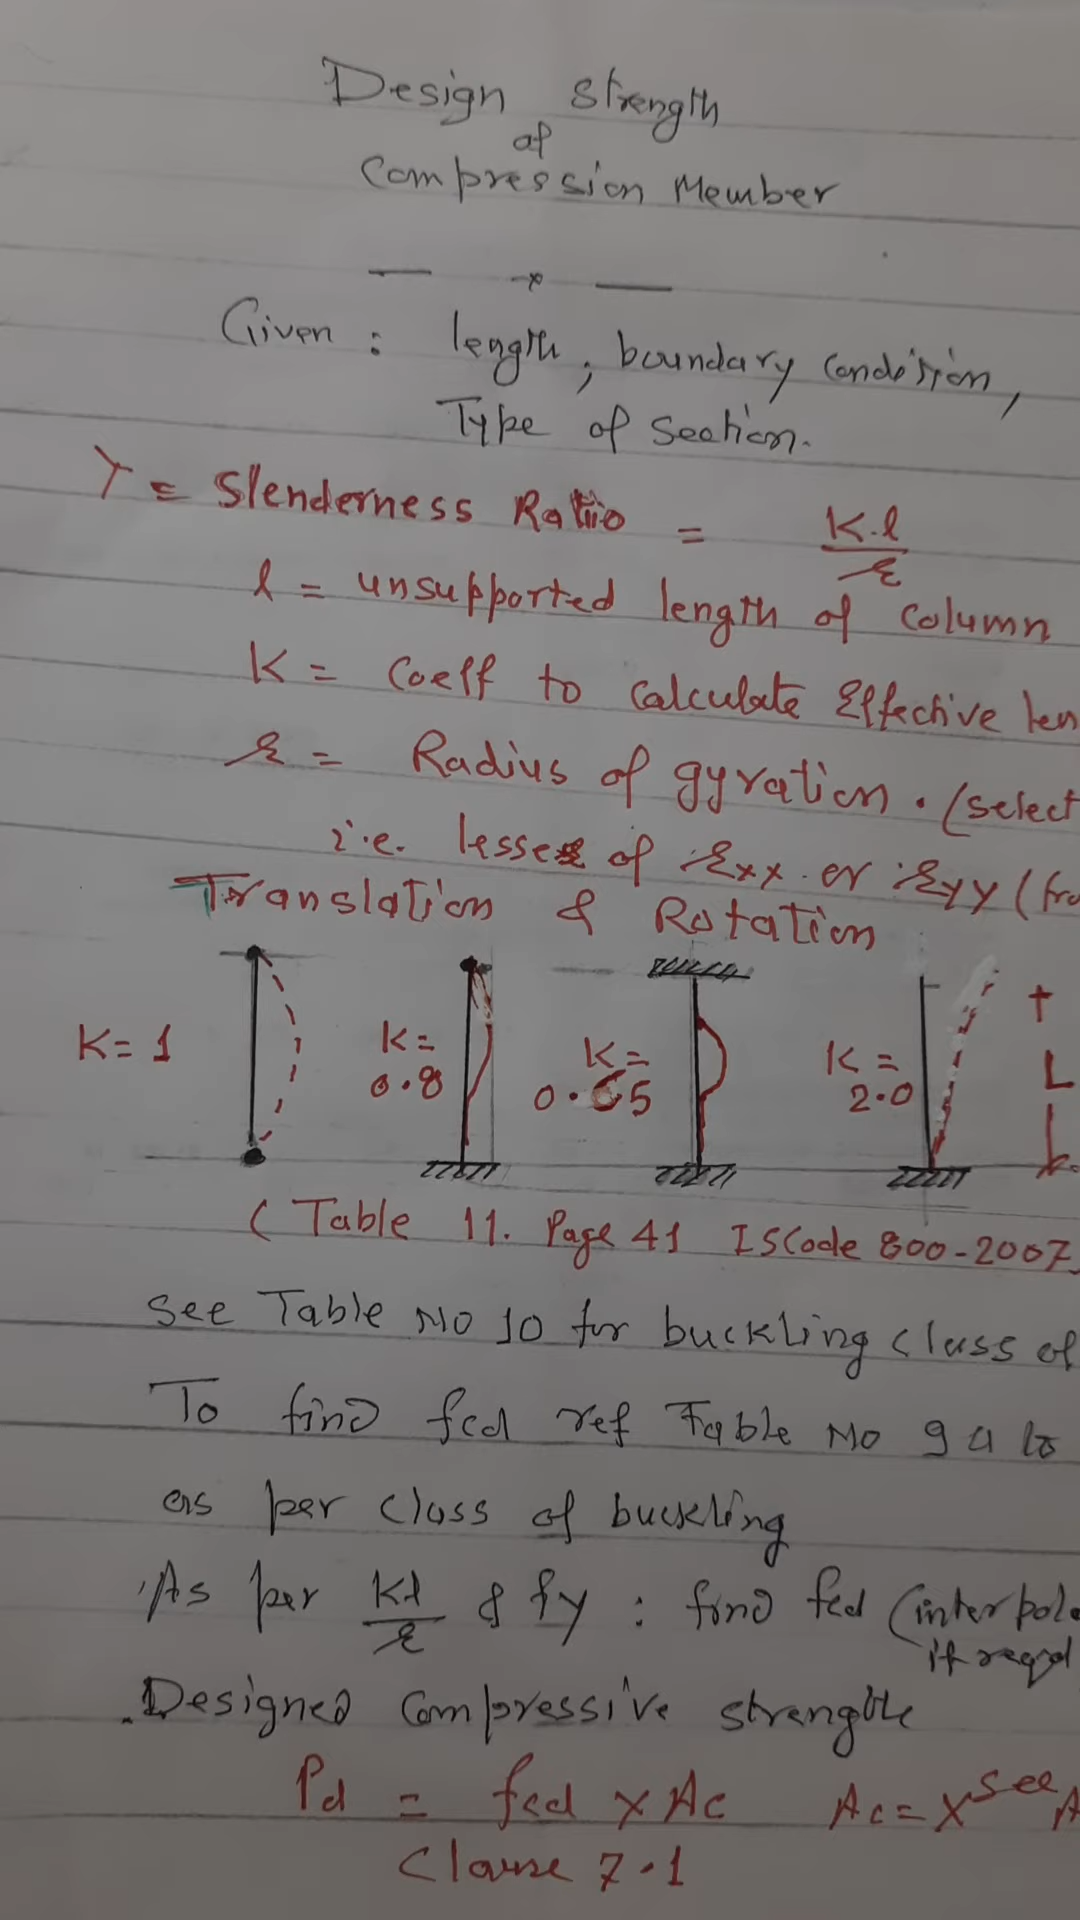 Design Strength
of
Compression Member
Given : length, boundary Condition,
Type of Section.
λ = Slenderness Ratio = K.l / r
l = unsupported length of Column
K = Coeff to Calculate Effective len
r = Radius of gyration. (select
i.e. lesser of rxx or ryy (fro
Translation & Rotation
K = 1
K = 0.8
K = 0.65
K = 2.0
(Table 11. Page 41 IS Code 800-2007
See Table No 10 for buckling class of
To find fcd ref Table No 9 a to
as per class of buckling
As per Kl / r & fy : find fcd (interpola
if reqd
Designed Compressive strength
Pd = fcd x Ac Ac = X Sec A
Clause 7.1